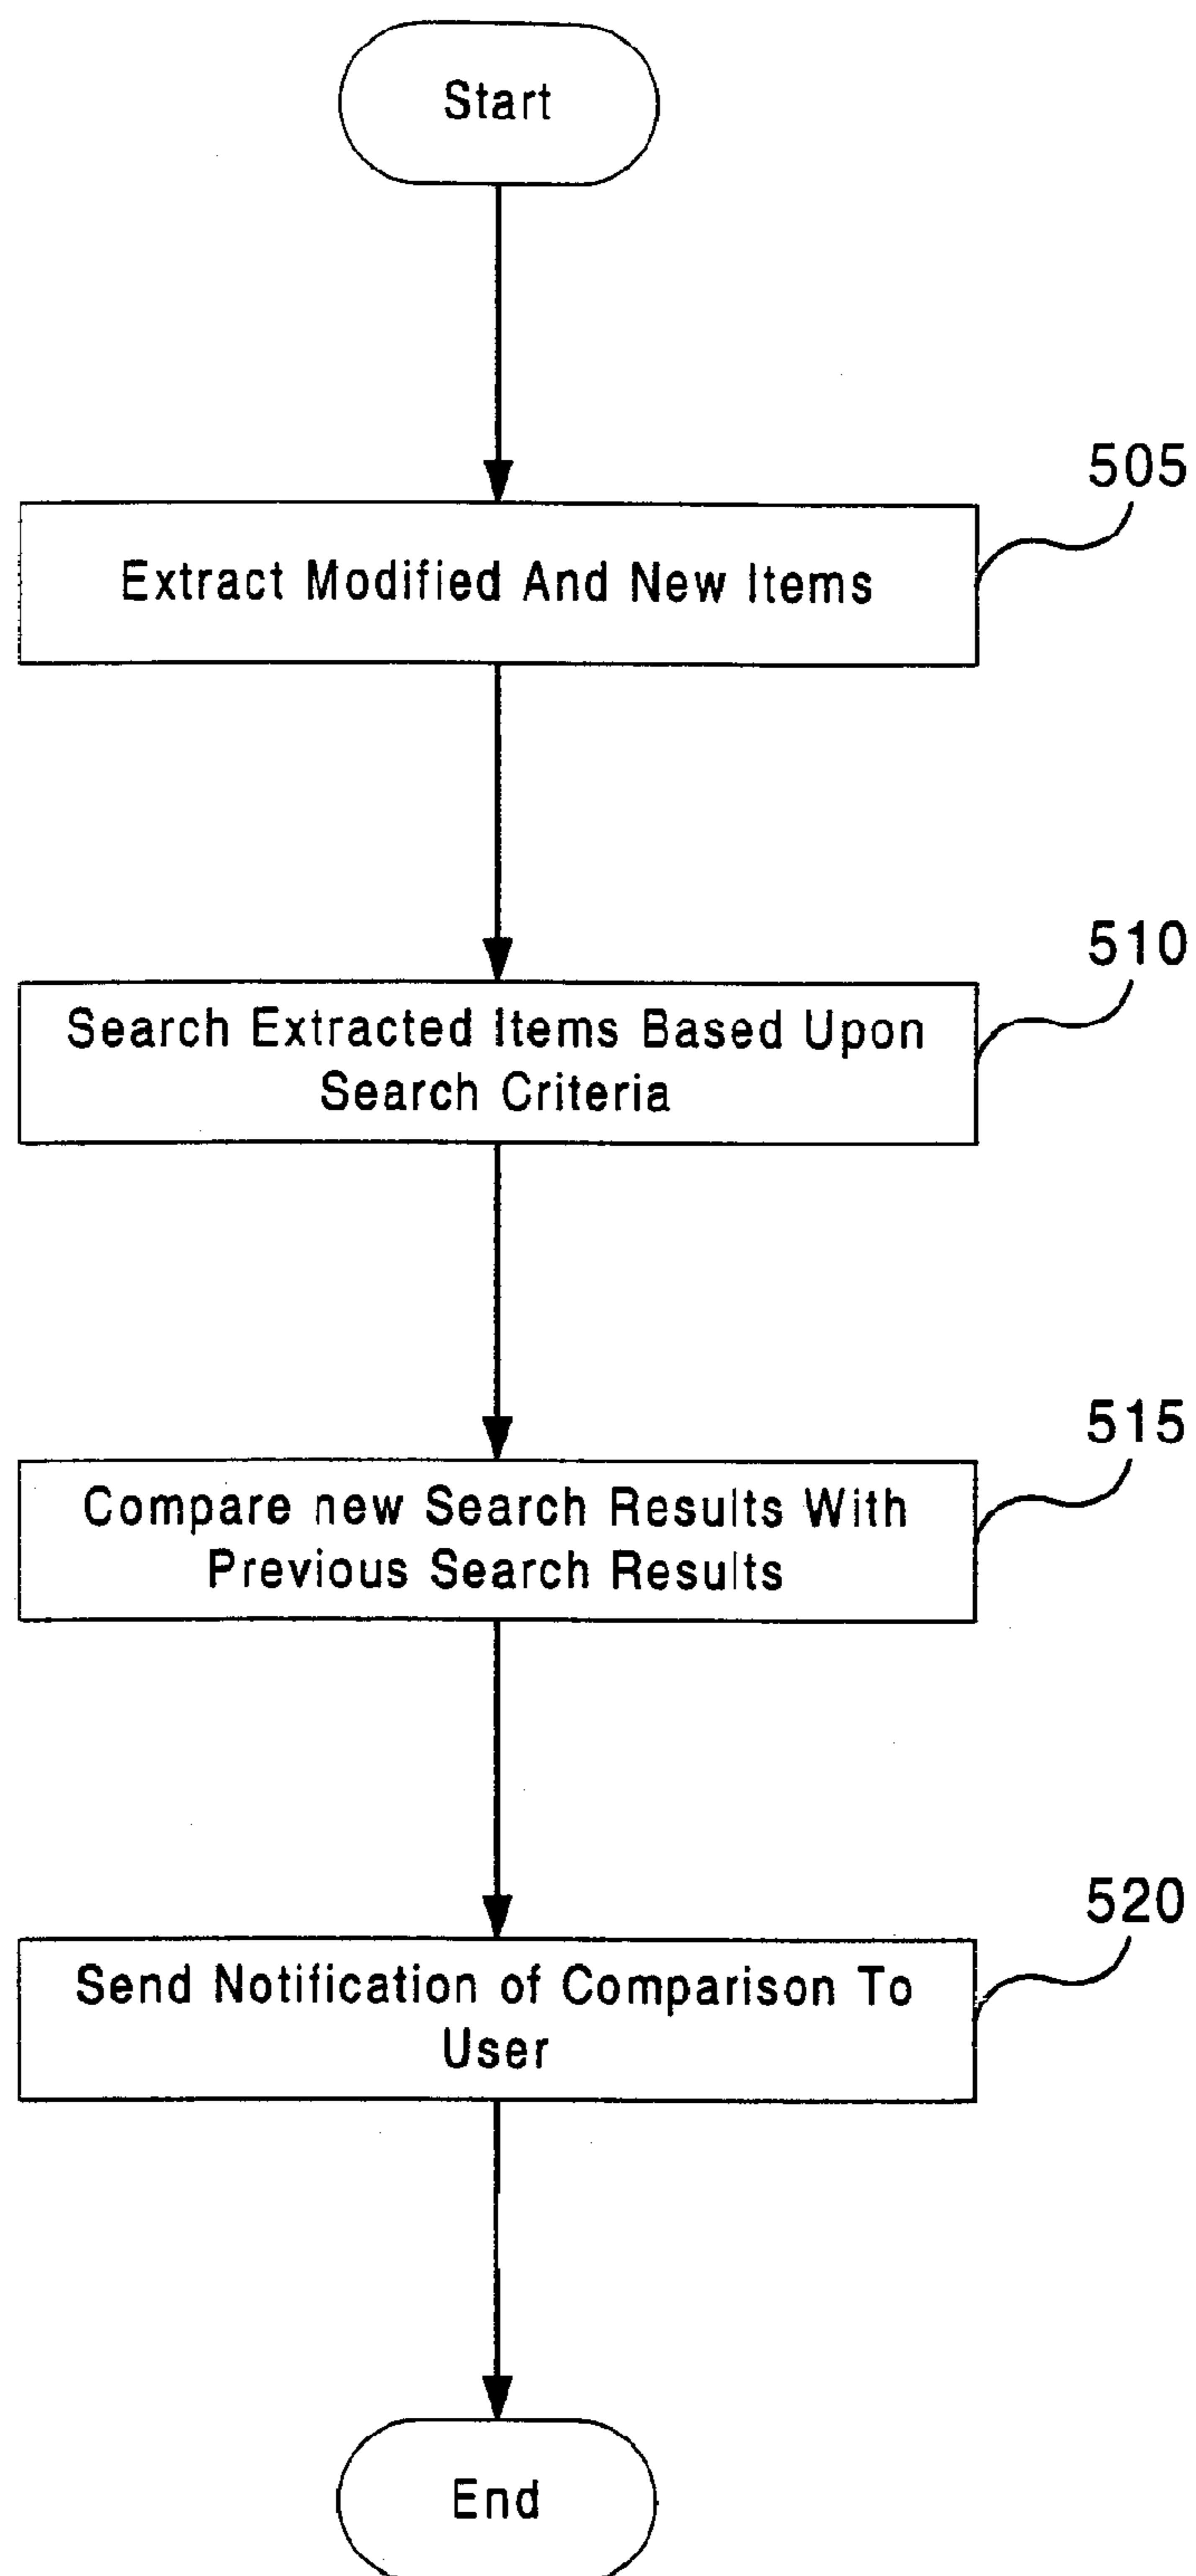 Start
505
Extract Modified And New Items
510
Search Extracted Items Based Upon
Search Criteria
515
Compare new Search Results With
Previous Search Results
520
Send Notification of Comparison To
User
End